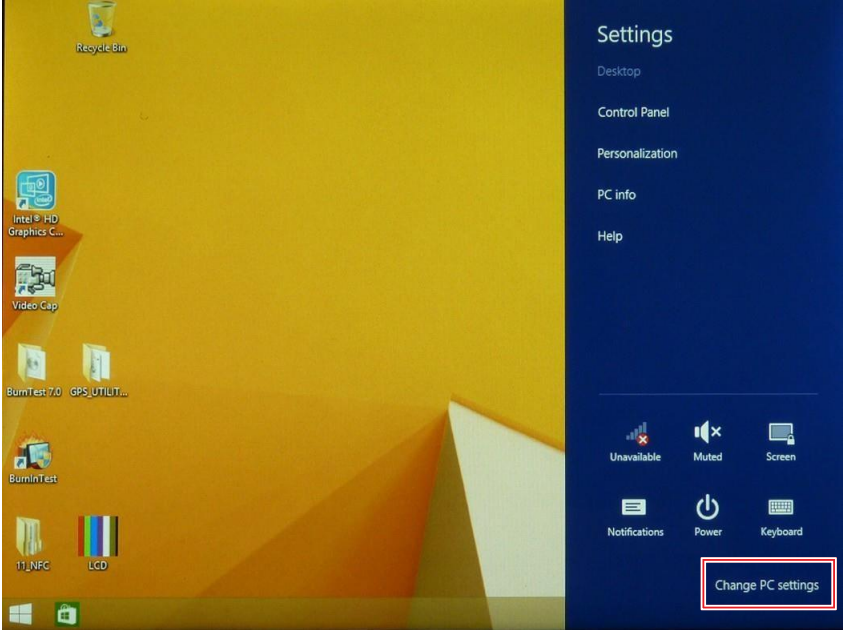 Recycle Bin
Intel® HD
Graphics C...
Video Cap
BurnTest 7.0
GPS_UTILIT...
BurnInTest
11_NFC
LCD
Settings
Desktop
Control Panel
Personalization
PC info
Help
Unavailable
Muted
Screen
Notifications
Power
Keyboard
Change PC settings